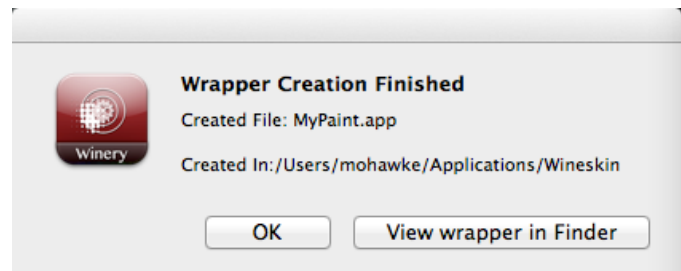 Wrapper Creation Finished
Created File: MyPaint.app
Winery
Created In:/Users/mohawke/Applications/Wineskin
OK
View wrapper in Finder